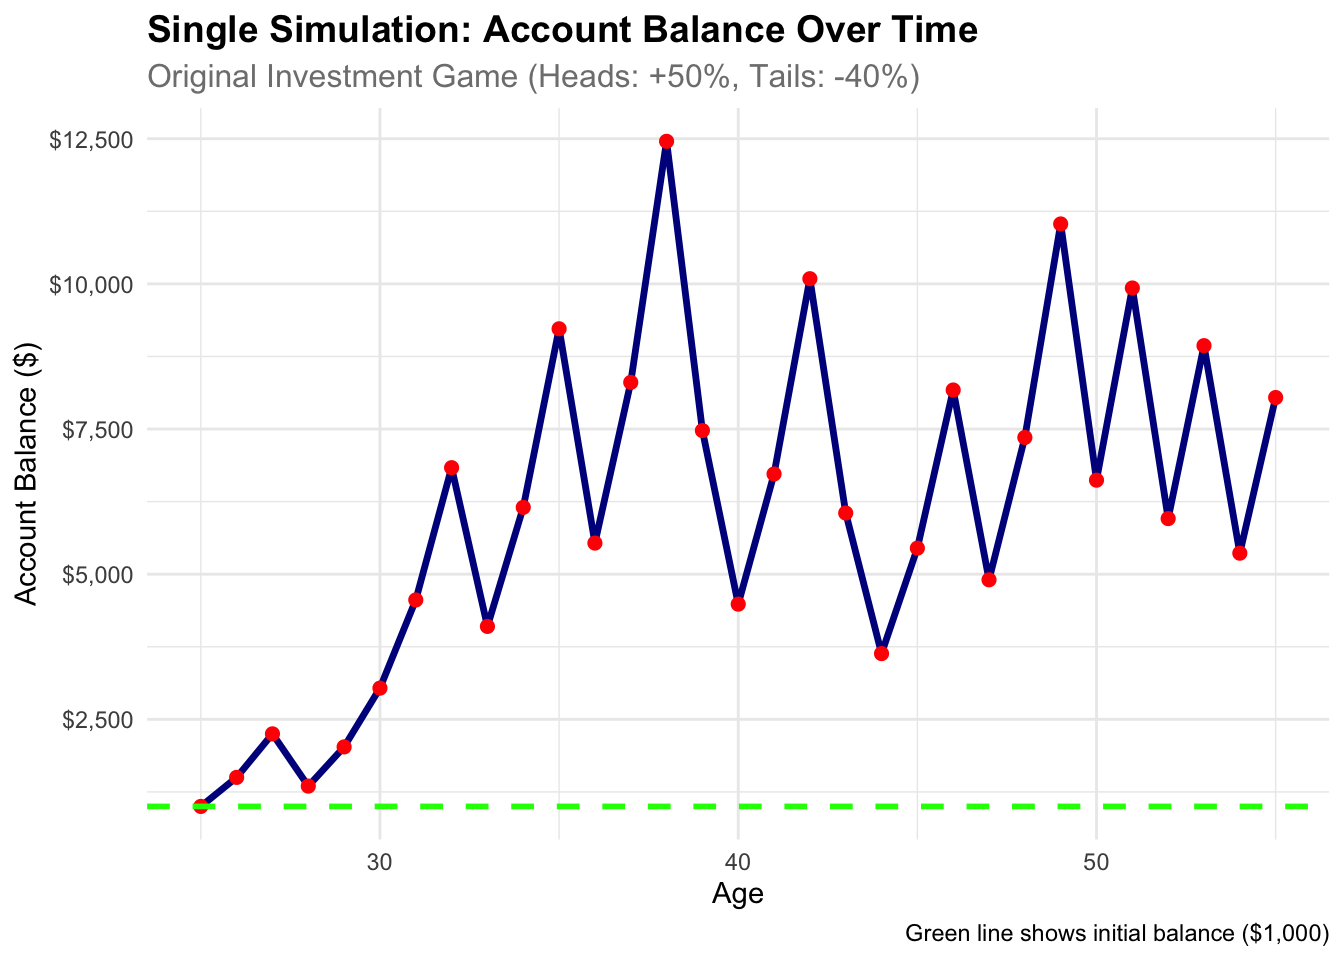 Single Simulation: Account Balance Over Time
Original Investment Game (Heads: +50%, Tails: -40%)
Account Balance ($)
$12,500
$10,000
$7,500
$5,000
$2,500
30 40 50
Age
Green line shows initial balance ($1,000)